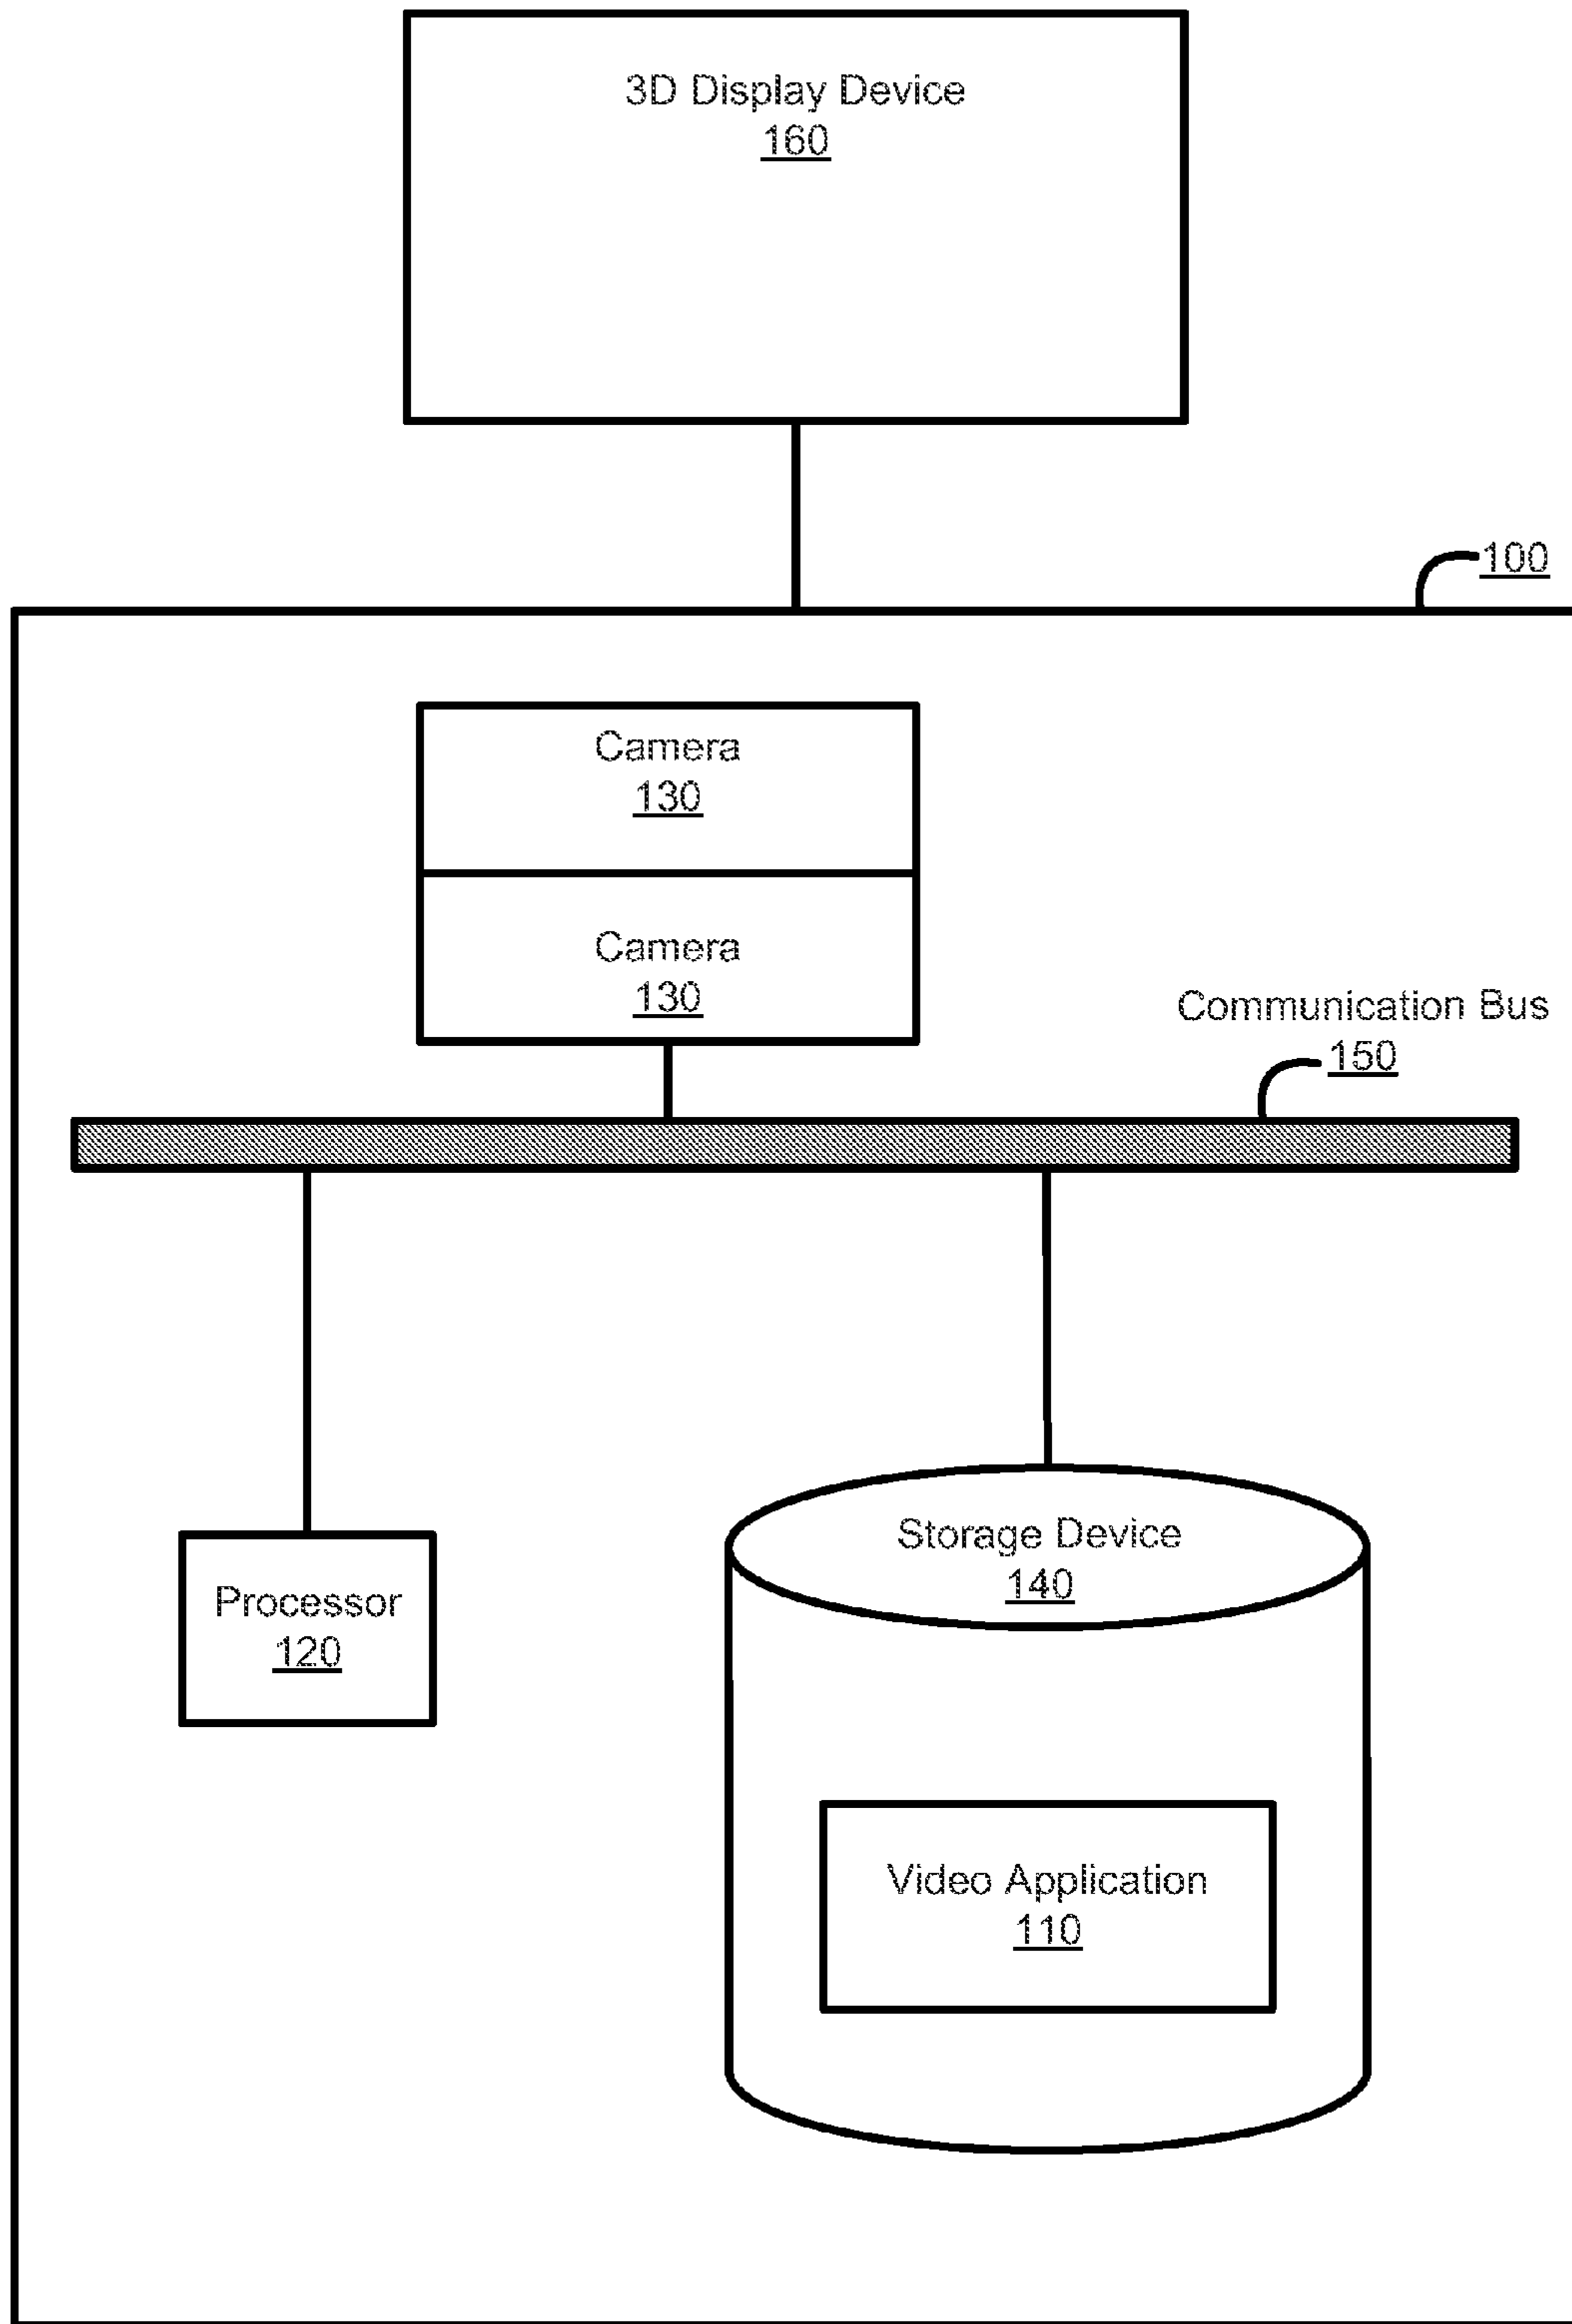 3D Display Device
160
100
Camera
130
Camera
130
Communication Bus
150
Storage Device
140
Processor
120
Video Application
110